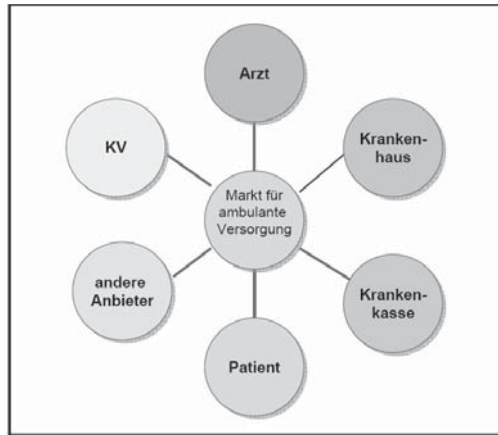 Arzt
KV
Kranken-
haus
Markt für
ambulante
Versorgung
andere
Anbieter
Kranken-
kasse
Patient